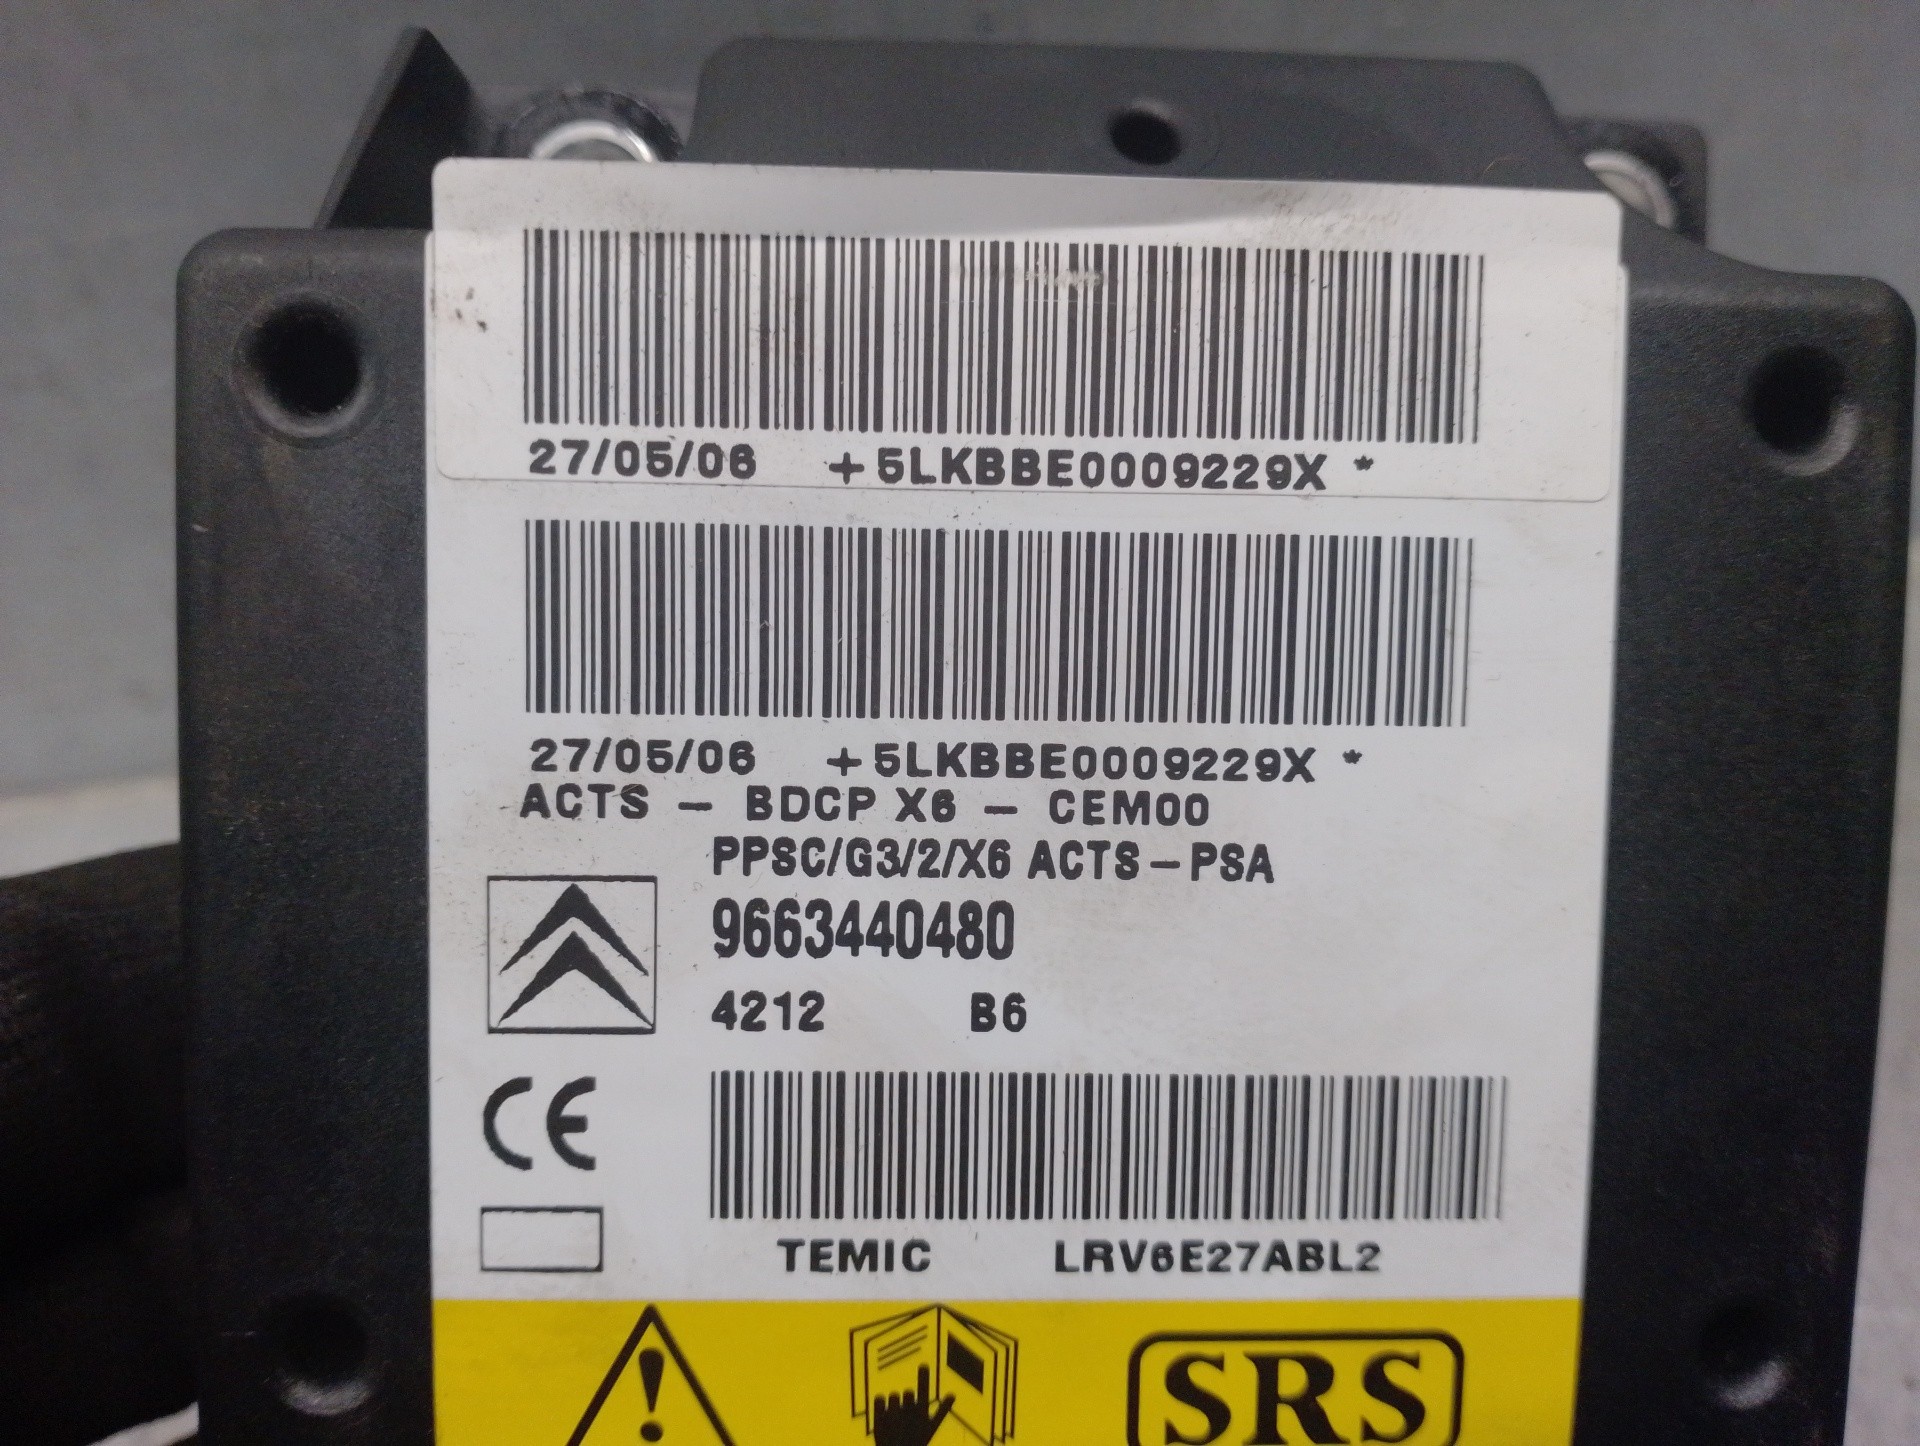 27/05/06 +5LKBBE0009229X *
27/05/06 +5LKBBE0009229X *
ACTS - BDCP X6 - CEM00
PPSC/G3/2/X6 ACTS-PSA
9663440480
4212 B6
CE
TEMIC LRV6E27ABL2
SRS